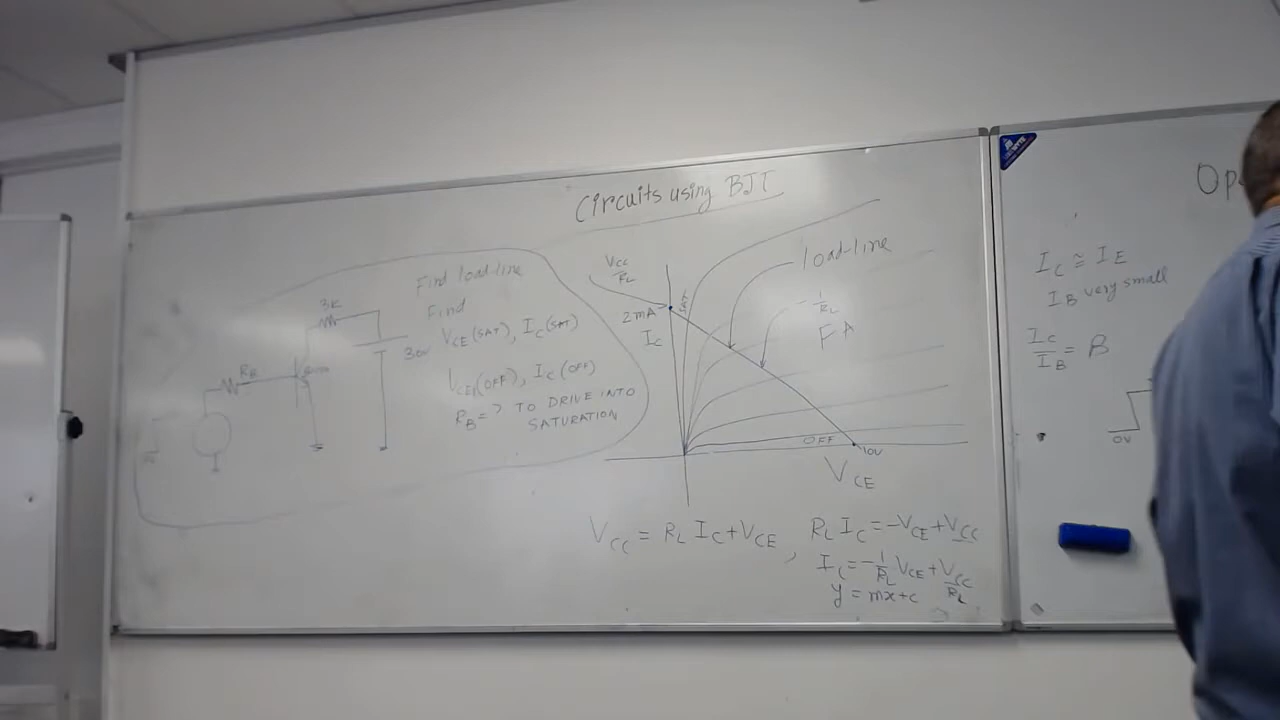 Circuits using BJT
Find load-line
Find
VCE(SAT), IC(SAT)
VCE(OFF), IC(OFF)
RB = ? TO DRIVE INTO
SATURATION
3K
30V
RB
VCC
RL
2mA
IC
SAT
load-line
-1/RL
FA
OFF
10V
VCE
VCC = RL IC + VCE , RL IC = -VCE + VCC
IC = -1/RL VCE + VCC/RL
y = mx + c
Op
IC ≅ IE
IB very small
IC/IB = B
0V